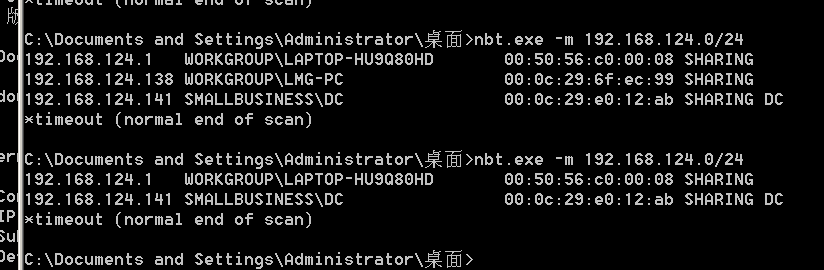 *timeout (normal end of scan)
C:\Documents and Settings\Administrator\桌面>nbt.exe -m 192.168.124.0/24
192.168.124.1 WORKGROUP\LAPTOP-HU9Q80HD 00:50:56:c0:00:08 SHARING
192.168.124.138 WORKGROUP\LMG-PC 00:0c:29:6f:ec:99 SHARING
192.168.124.141 SMALLBUSINESS\DC 00:0c:29:e0:12:ab SHARING DC
*timeout (normal end of scan)
C:\Documents and Settings\Administrator\桌面>nbt.exe -m 192.168.124.0/24
192.168.124.1 WORKGROUP\LAPTOP-HU9Q80HD 00:50:56:c0:00:08 SHARING
192.168.124.141 SMALLBUSINESS\DC 00:0c:29:e0:12:ab SHARING DC
*timeout (normal end of scan)
C:\Documents and Settings\Administrator\桌面>